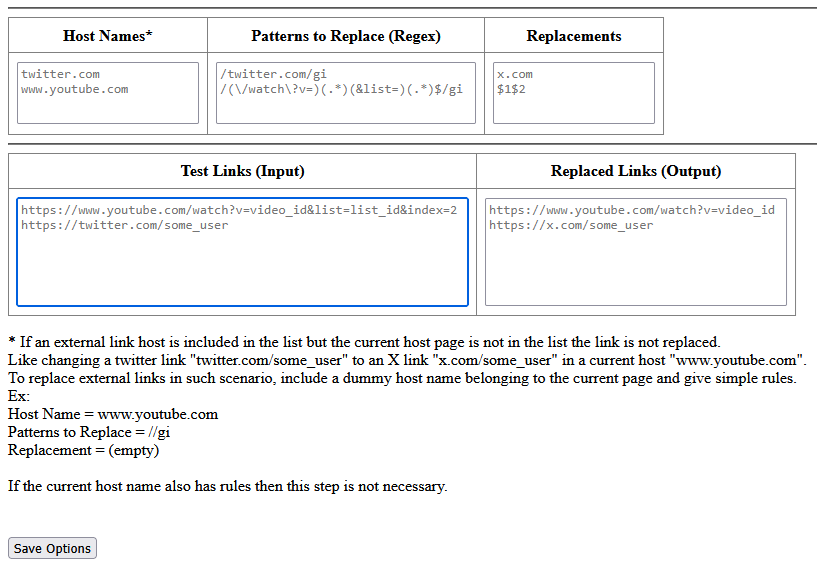 Host Names*
Patterns to Replace (Regex)
Replacements
twitter.com
www.youtube.com
/twitter.com/gi
/(\/watch\?v=)(.*)(&list=)(.*)$/gi
x.com
$1$2
Test Links (Input)
Replaced Links (Output)
https://www.youtube.com/watch?v=video_id&list=list_id&index=2
https://twitter.com/some_user
https://www.youtube.com/watch?v=video_id
https://x.com/some_user
* If an external link host is included in the list but the current host page is not in the list the link is not replaced.
Like changing a twitter link "twitter.com/some_user" to an X link "x.com/some_user" in a current host "www.youtube.com".
To replace external links in such scenario, include a dummy host name belonging to the current page and give simple rules.
Ex:
Host Name = www.youtube.com
Patterns to Replace = //gi
Replacement = (empty)
If the current host name also has rules then this step is not necessary.
Save Options